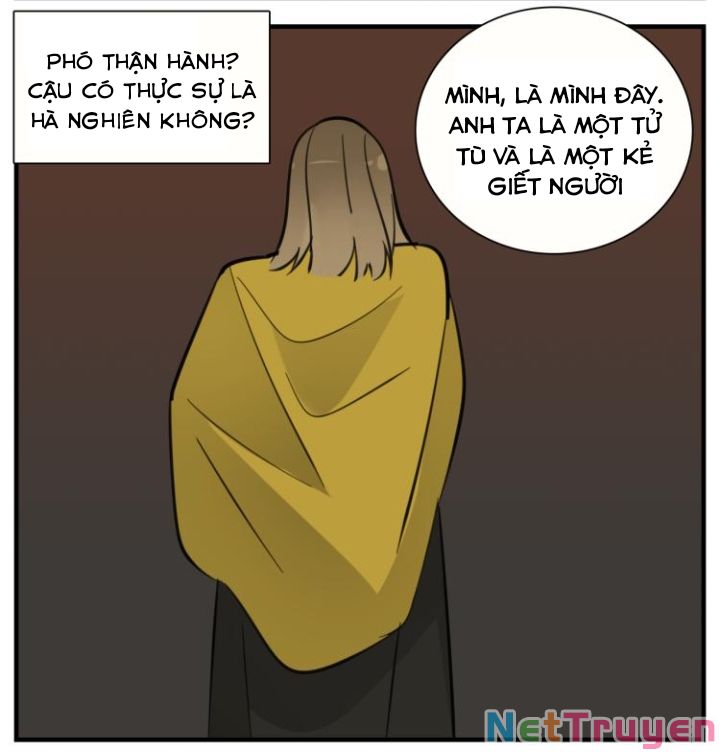 PHÓ THẬN HÀNH?
CẬU CÓ THỰC SỰ LÀ
HÀ NGHIÊN KHÔNG?
MÌNH, LÀ MÌNH ĐÂY.
ANH TA LÀ MỘT TỬ
TÙ VÀ LÀ MỘT KẺ
GIẾT NGƯỜI
NetTruyen